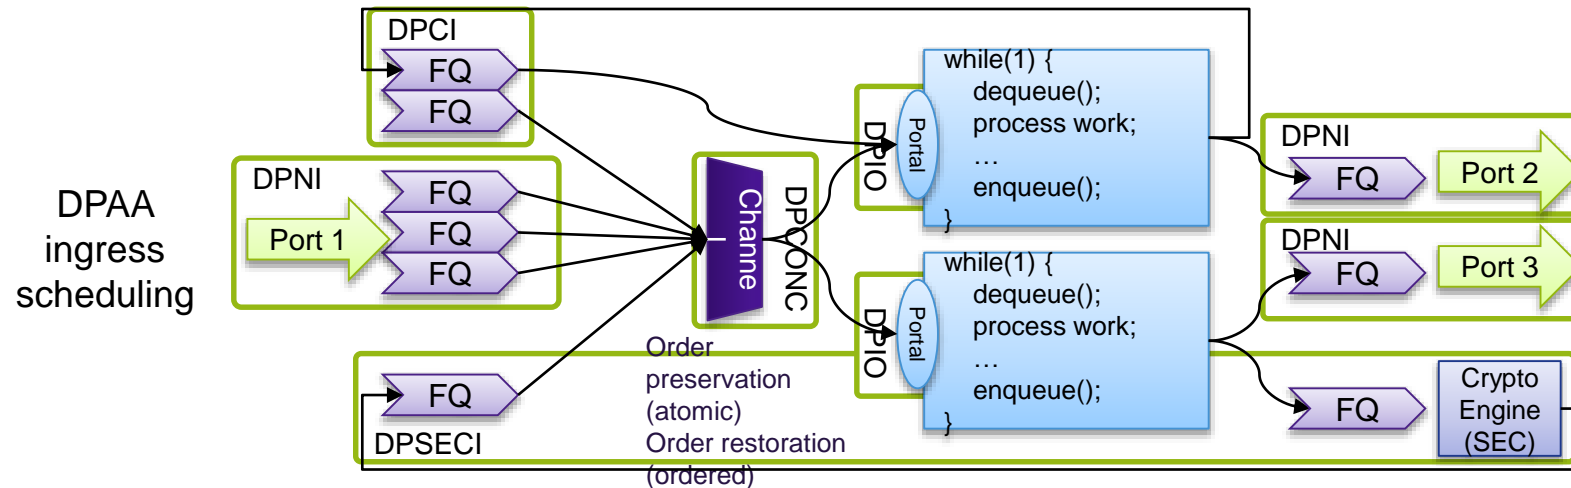 DPAA
ingress
scheduling
DPCI
FQ
FQ
DPNI
Port 1
FQ
FQ
FQ
FQ
DPSECI
Channe
l
DPCONC
Order
preservation
(atomic)
Order restoration
(ordered)
DPIO
Portal
while(1) {
dequeue();
process work;
…
enqueue();
}
DPIO
Portal
while(1) {
dequeue();
process work;
…
enqueue();
}
DPNI
FQ
Port 2
DPNI
FQ
Port 3
FQ
Crypto
Engine
(SEC)